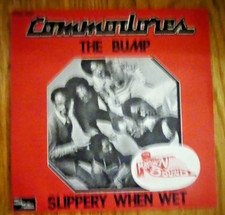 Commodores
THE BUMP
SLIPPERY WHEN WET